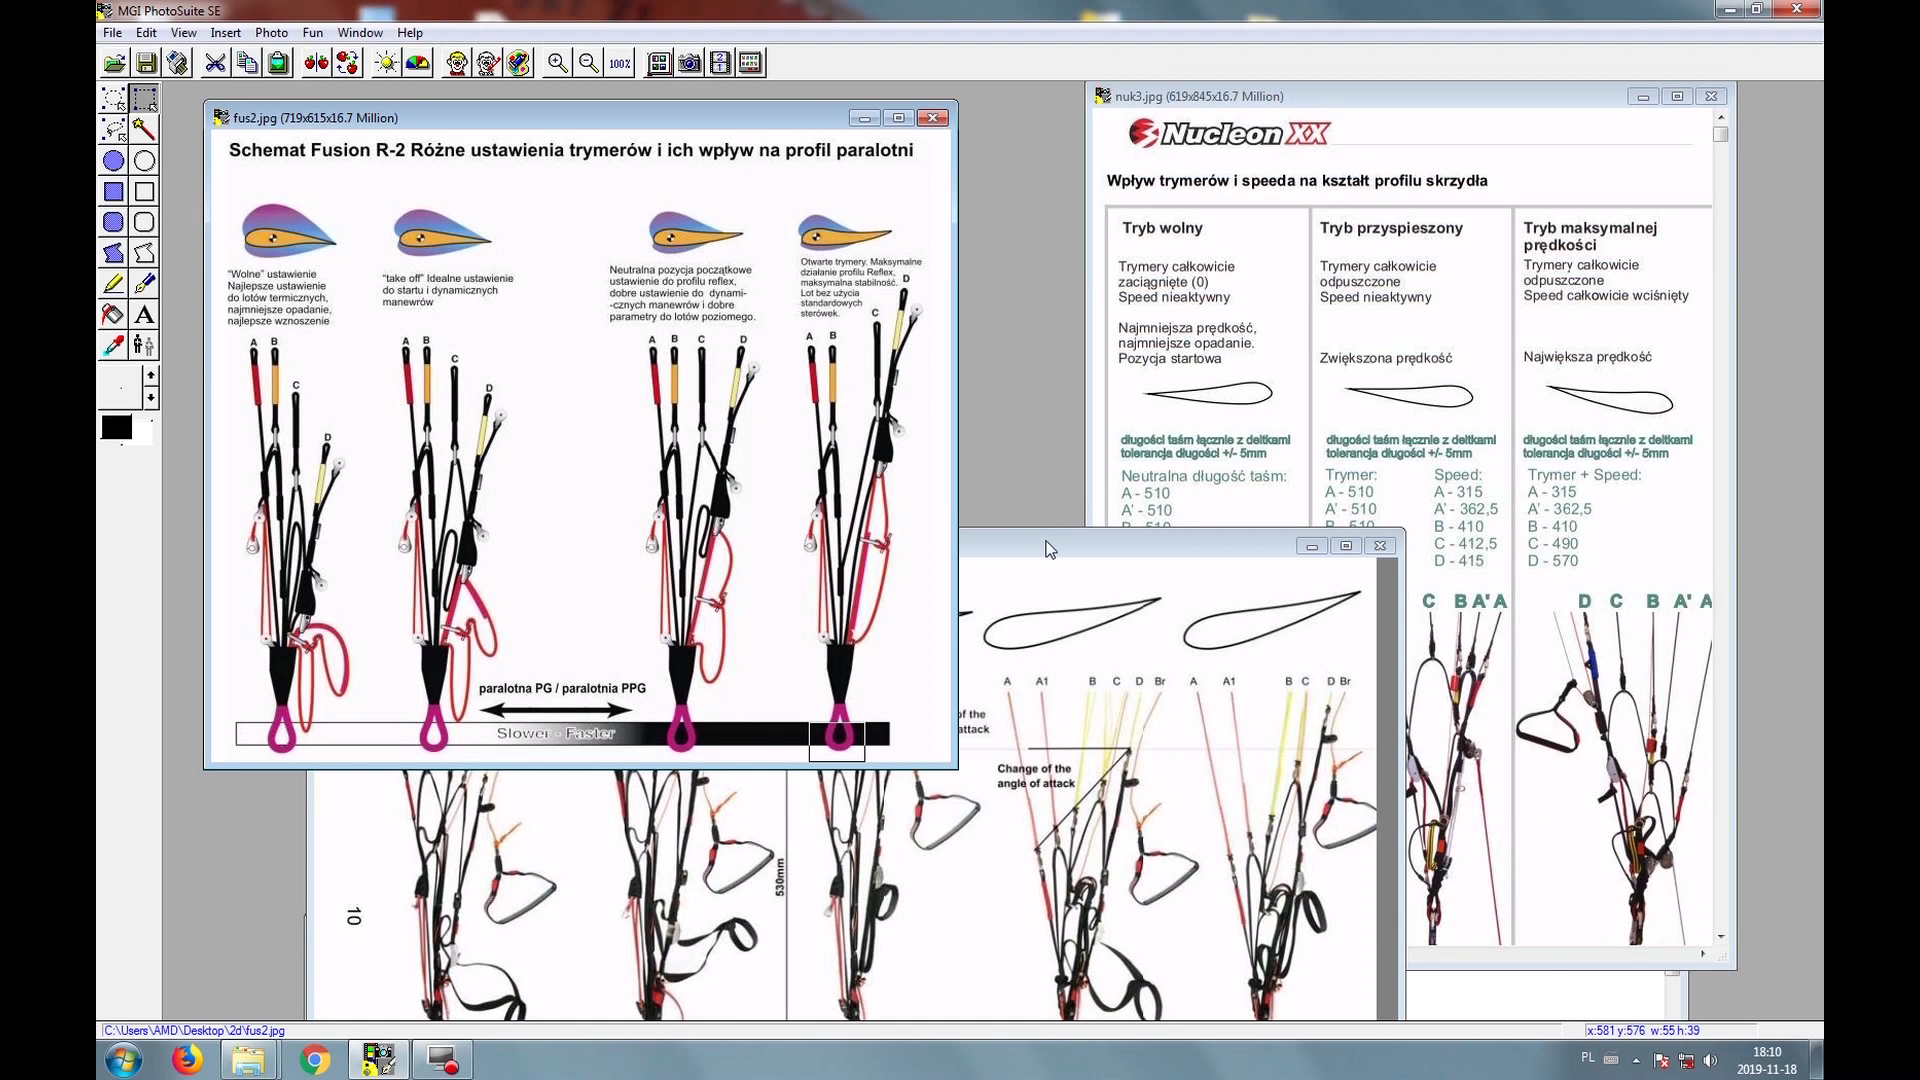 MGI PhotoSuite SE
File Edit View Insert Photo Fun Window Help
100%
fus2.jpg (719x615x16.7 Million)
Schemat Fusion R-2 Różne ustawienia trymerów i ich wpływ na profil paralotni
"Wolne" ustawienie
Najlepsze ustawienie
do lotów termicznych,
najmniejsze opadanie,
najlepsze wznoszenie
"take off" Idealne ustawienie
do startu i dynamicznych
manewrów
Neutralna pozycja początkowe
ustawienie do profilu reflex,
dobre ustawienie do dynami-
-cznych manewrów i dobre
parametry do lotów poziomego.
Otwarte trymery. Maksymalne
działanie profilu Reflex,
maksymalna stabilność.
Lot bez użycia
standardowych
sterówek.
A B C D
A B C D
A B C D
A B C D
paralotna PG / paralotnia PPG
Slower - Faster
nuk3.jpg (619x845x16.7 Million)
Nucleon XX
Wpływ trymerów i speeda na kształt profilu skrzydła
Tryb wolny
Trymery całkowicie
zaciągnięte (0)
Speed nieaktywny
Najmniejsza prędkość,
najmniejsze opadanie.
Pozycja startowa
długości taśm łącznie z deltkami
tolerancja długości +/- 5mm
Neutralna długość taśm:
A - 510
A' - 510
B - 510
Tryb przyspieszony
Trymery całkowicie
odpuszczone
Speed nieaktywny
Zwiększona prędkość
długości taśm łącznie z deltkami
tolerancja długości +/- 5mm
Trymer:
A - 510
A' - 510
B - 510
Speed:
A - 315
A' - 362,5
B - 410
C - 412,5
D - 415
C B A' A
Tryb maksymalnej
prędkości
Trymery całkowicie
odpuszczone
Speed całkowicie wciśnięty
Największa prędkość
długości taśm łącznie z deltkami
tolerancja długości +/- 5mm
Trymer + Speed:
A - 315
A' - 362,5
B - 410
C - 490
D - 570
D C B A' A
A A1 B C D Br
A A1 B C D Br
of the
attack
Change of the
angle of attack
530mm
10
C:\Users\AMD\Desktop\2d\fus2.jpg
x:581 y:576 w:55 h:39
PL
18:10
2019-11-18